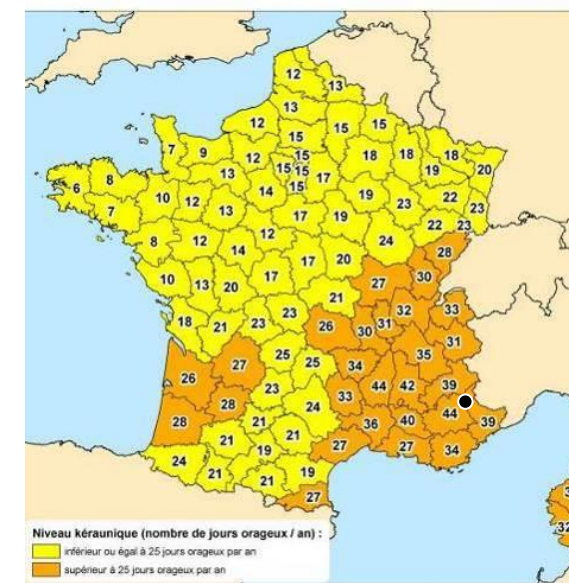 12
13
13
12 15 15 15
7 9 12 15 18 18 18
13 15 15 17 19 20
6 8 15
7 10 12 13 14 19 23 22 23
17 19
8 12 14 12 24 22 23
17 20 28
10 13 20 17 27 30
21 32 33
18 21 23 23 26 30 31 31
25 25 34 35
26 27 23 33 44 42 39
28 28 24 36 40 44 39
21 21
24 21 21 19 27 27 34
21 19
27
3
32
Niveau kéraunique (nombre de jours orageux / an) :
inférieur ou égal à 25 jours orageux par an
supérieur à 25 jours orageux par an